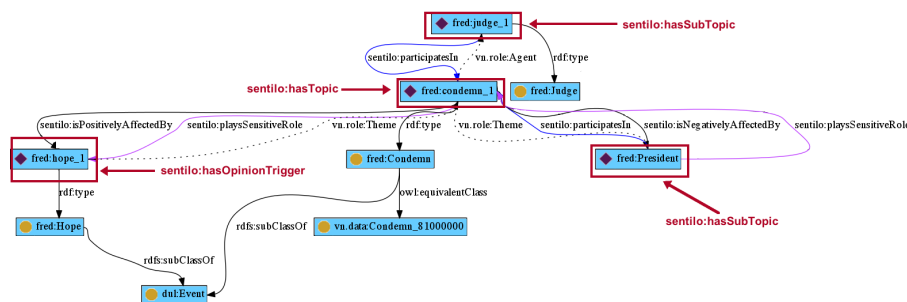 fred:judge_1
sentilo:hasSubTopic
sentilo:participatesIn
vn.role:Agent
rdf:type
sentilo:hasTopic
fred:condemn_1
fred:Judge
sentilo:isPositivelyAffectedBy
sentilo:playsSensitiveRole
vn.role:Theme
rdf:type
vn.role:Theme
sentilo:participatesIn
sentilo:isNegativelyAffectedBy
sentilo:playsSensitiveRole
fred:hope_1
fred:Condemn
fred:President
sentilo:hasOpinionTrigger
rdf:type
owl:equivalentClass
sentilo:hasSubTopic
fred:Hope
rdfs:subClassOf
vn.data:Condemn_81000000
rdfs:subClassOf
dul:Event